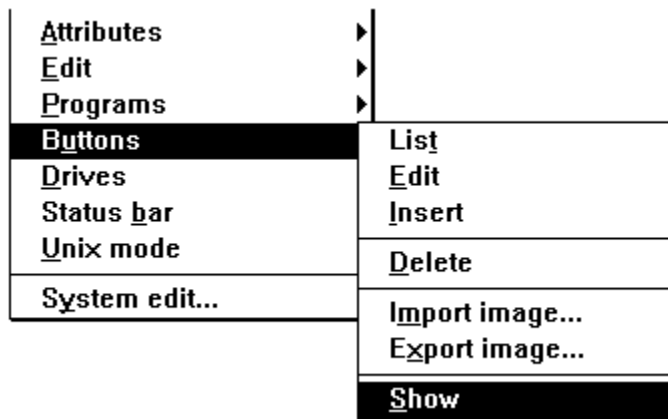 Attributes
Edit
Programs
Buttons
Drives
Status bar
Unix mode
System edit...
List
Edit
Insert
Delete
Import image...
Export image...
Show